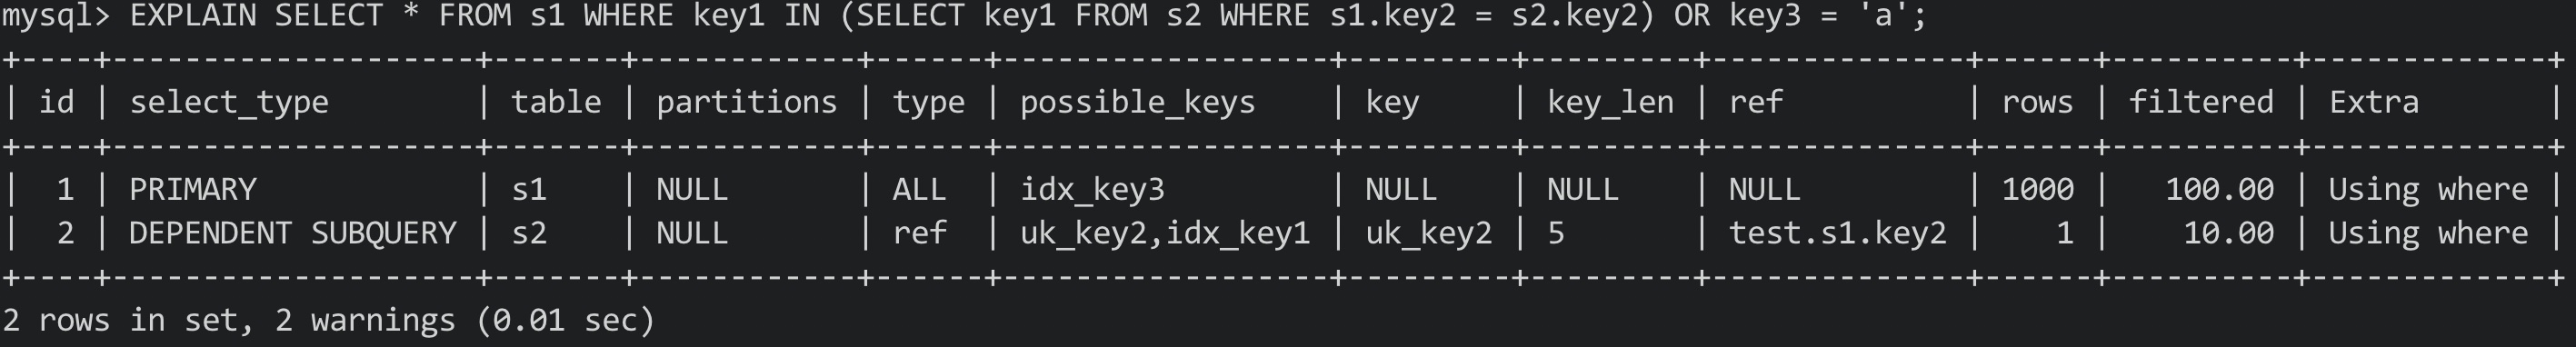 mysql> EXPLAIN SELECT * FROM s1 WHERE key1 IN (SELECT key1 FROM s2 WHERE s1.key2 = s2.key2) OR key3 = 'a';
+----+--------------------+-------+------------+------+------------------+----------+---------+---------------+------+----------+-------------+
| id | select_type | table | partitions | type | possible_keys | key | key_len | ref | rows | filtered | Extra |
+----+--------------------+-------+------------+------+------------------+----------+---------+---------------+------+----------+-------------+
| 1 | PRIMARY | s1 | NULL | ALL | idx_key3 | NULL | NULL | NULL | 1000 | 100.00 | Using where |
| 2 | DEPENDENT SUBQUERY | s2 | NULL | ref | uk_key2,idx_key1 | uk_key2 | 5 | test.s1.key2 | 1 | 10.00 | Using where |
+----+--------------------+-------+------------+------+------------------+----------+---------+---------------+------+----------+-------------+
2 rows in set, 2 warnings (0.01 sec)